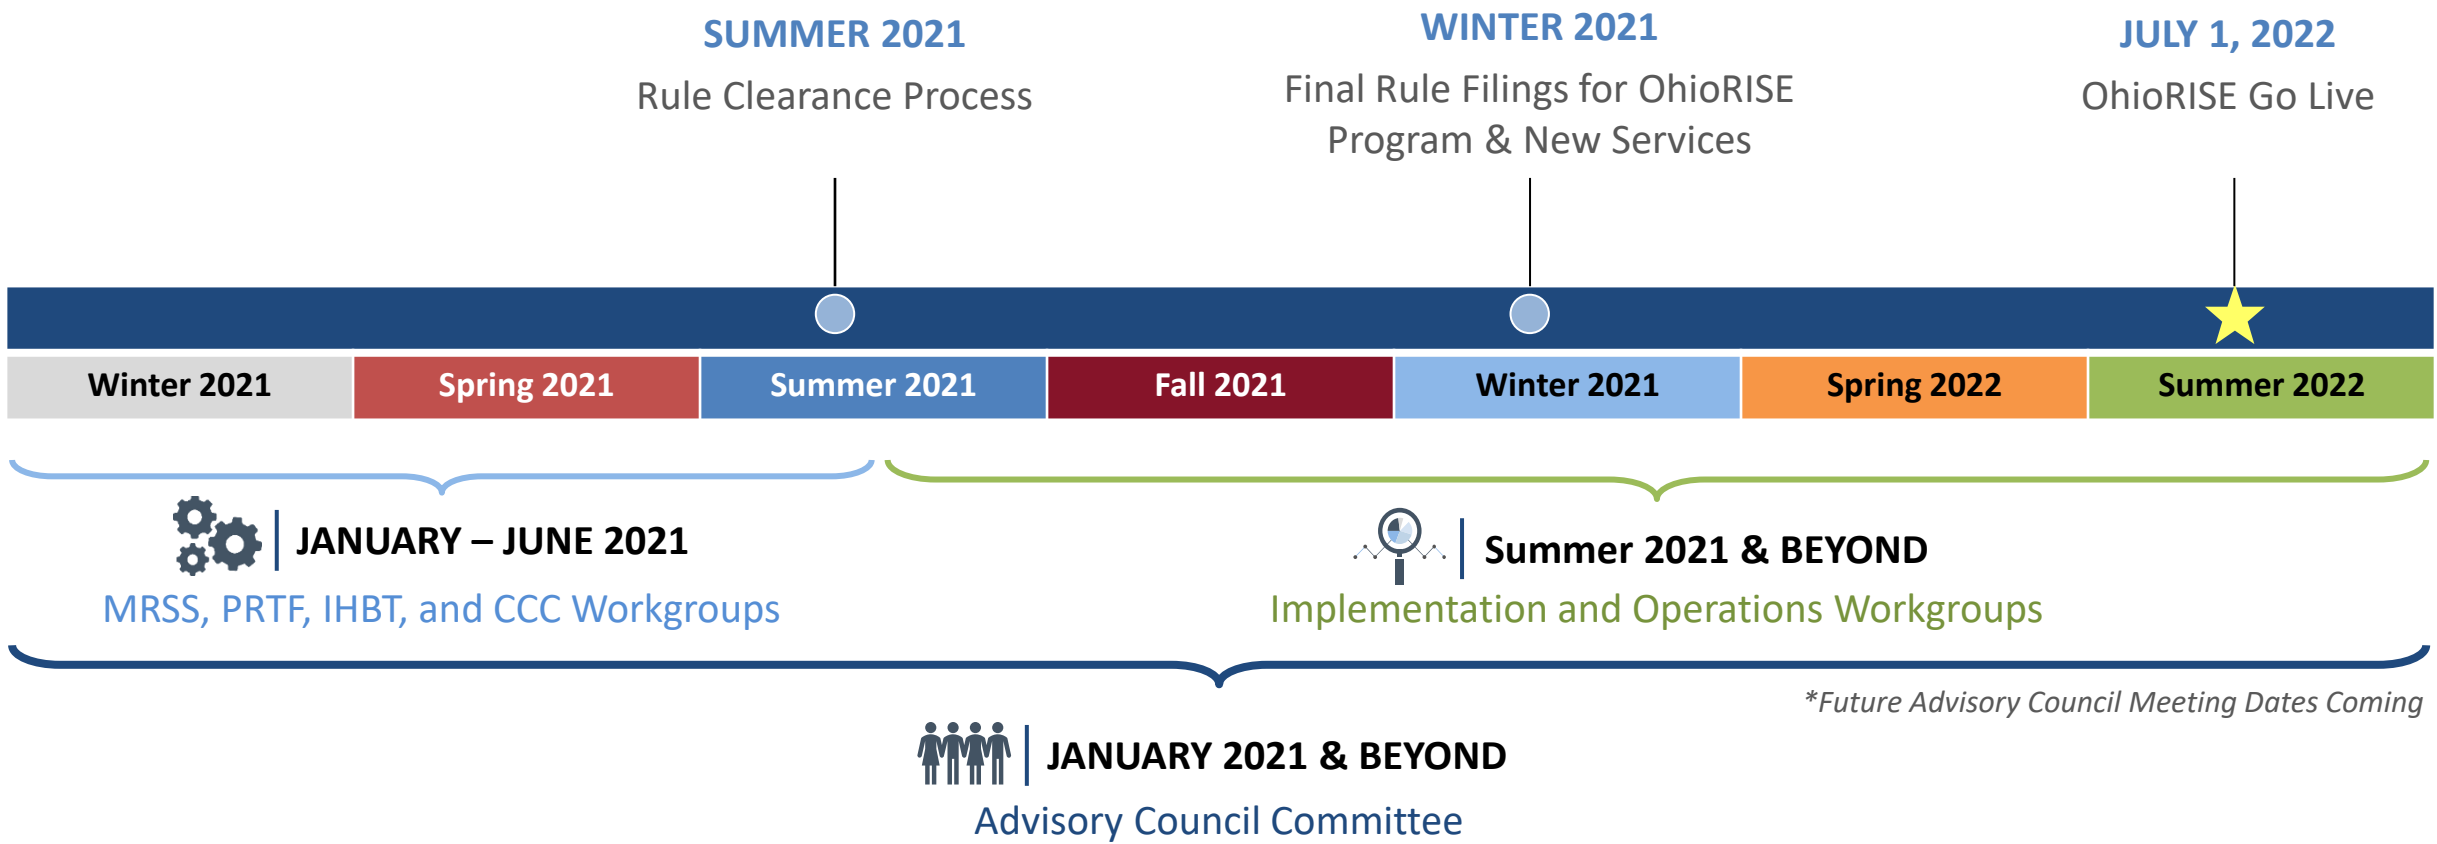 SUMMER 2021
Rule Clearance Process
WINTER 2021
Final Rule Filings for OhioRISE
Program & New Services
JULY 1, 2022
OhioRISE Go Live
Winter 2021
Spring 2021
Summer 2021
Fall 2021
Winter 2021
Spring 2022
Summer 2022
JANUARY – JUNE 2021
MRSS, PRTF, IHBT, and CCC Workgroups
Summer 2021 & BEYOND
Implementation and Operations Workgroups
*Future Advisory Council Meeting Dates Coming
JANUARY 2021 & BEYOND
Advisory Council Committee